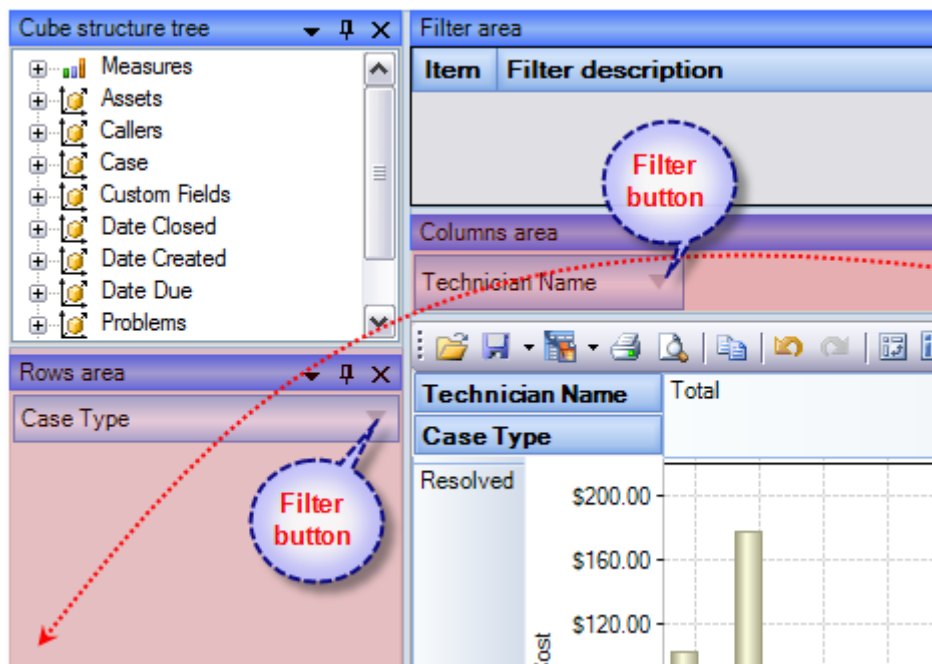 Cube structure tree
Measures
Assets
Callers
Case
Custom Fields
Date Closed
Date Created
Date Due
Problems
Filter area
Item Filter description
Filter
button
Columns area
Technician Name
Rows area
Case Type
Filter
button
Technician Name
Total
Case Type
Resolved
$200.00
$160.00
$120.00